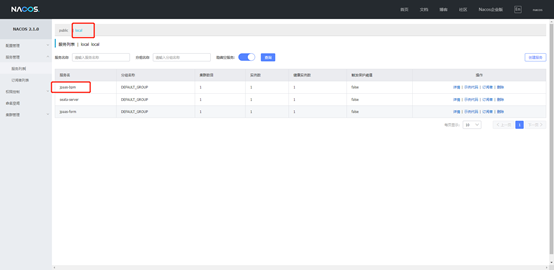 NACOS.
首页 文档 博客 社区 Nacos企业版 En nacos
NACOS 2.1.0
public local
配置管理
服务列表 | local local
服务管理
服务名称 请输入服务名称 分组名称 请输入分组名称 隐藏空服务: 查询 创建服务
服务列表
订阅者列表
服务名 分组名称 集群数目 实例数 健康实例数 触发保护阈值 操作
权限控制
DEFAULT_GROUP 1 1 1 false 详情 | 示例代码 | 订阅者 | 删除
命名空间
seata-server DEFAULT_GROUP 1 1 1 false 详情 | 示例代码 | 订阅者 | 删除
集群管理
DEFAULT_GROUP 1 1 1 false 详情 | 示例代码 | 订阅者 | 删除
每页显示: 10 < 上一页 1 下一页 >